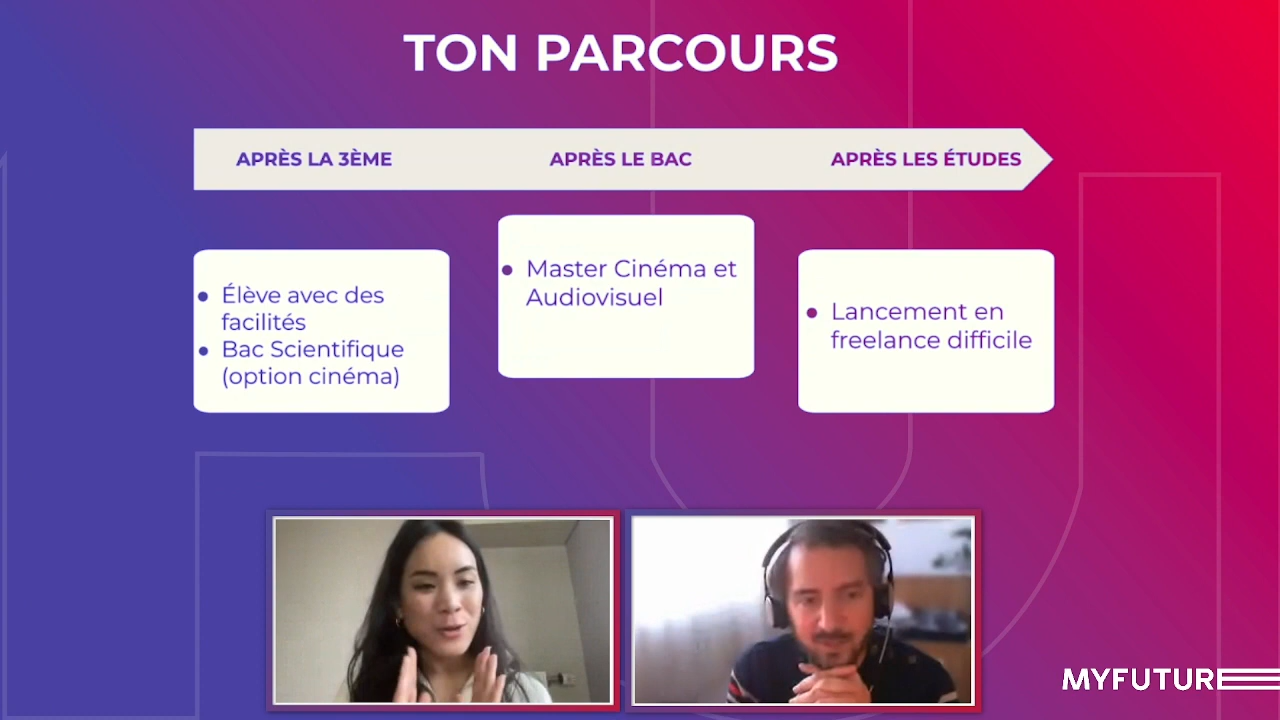 TON PARCOURS
APRÈS LA 3ÈME
APRÈS LE BAC
APRÈS LES ÉTUDES
● Élève avec des
facilités
● Bac Scientifique
(option cinéma)
● Master Cinéma et
Audiovisuel
● Lancement en
freelance difficile
MYFUTURE